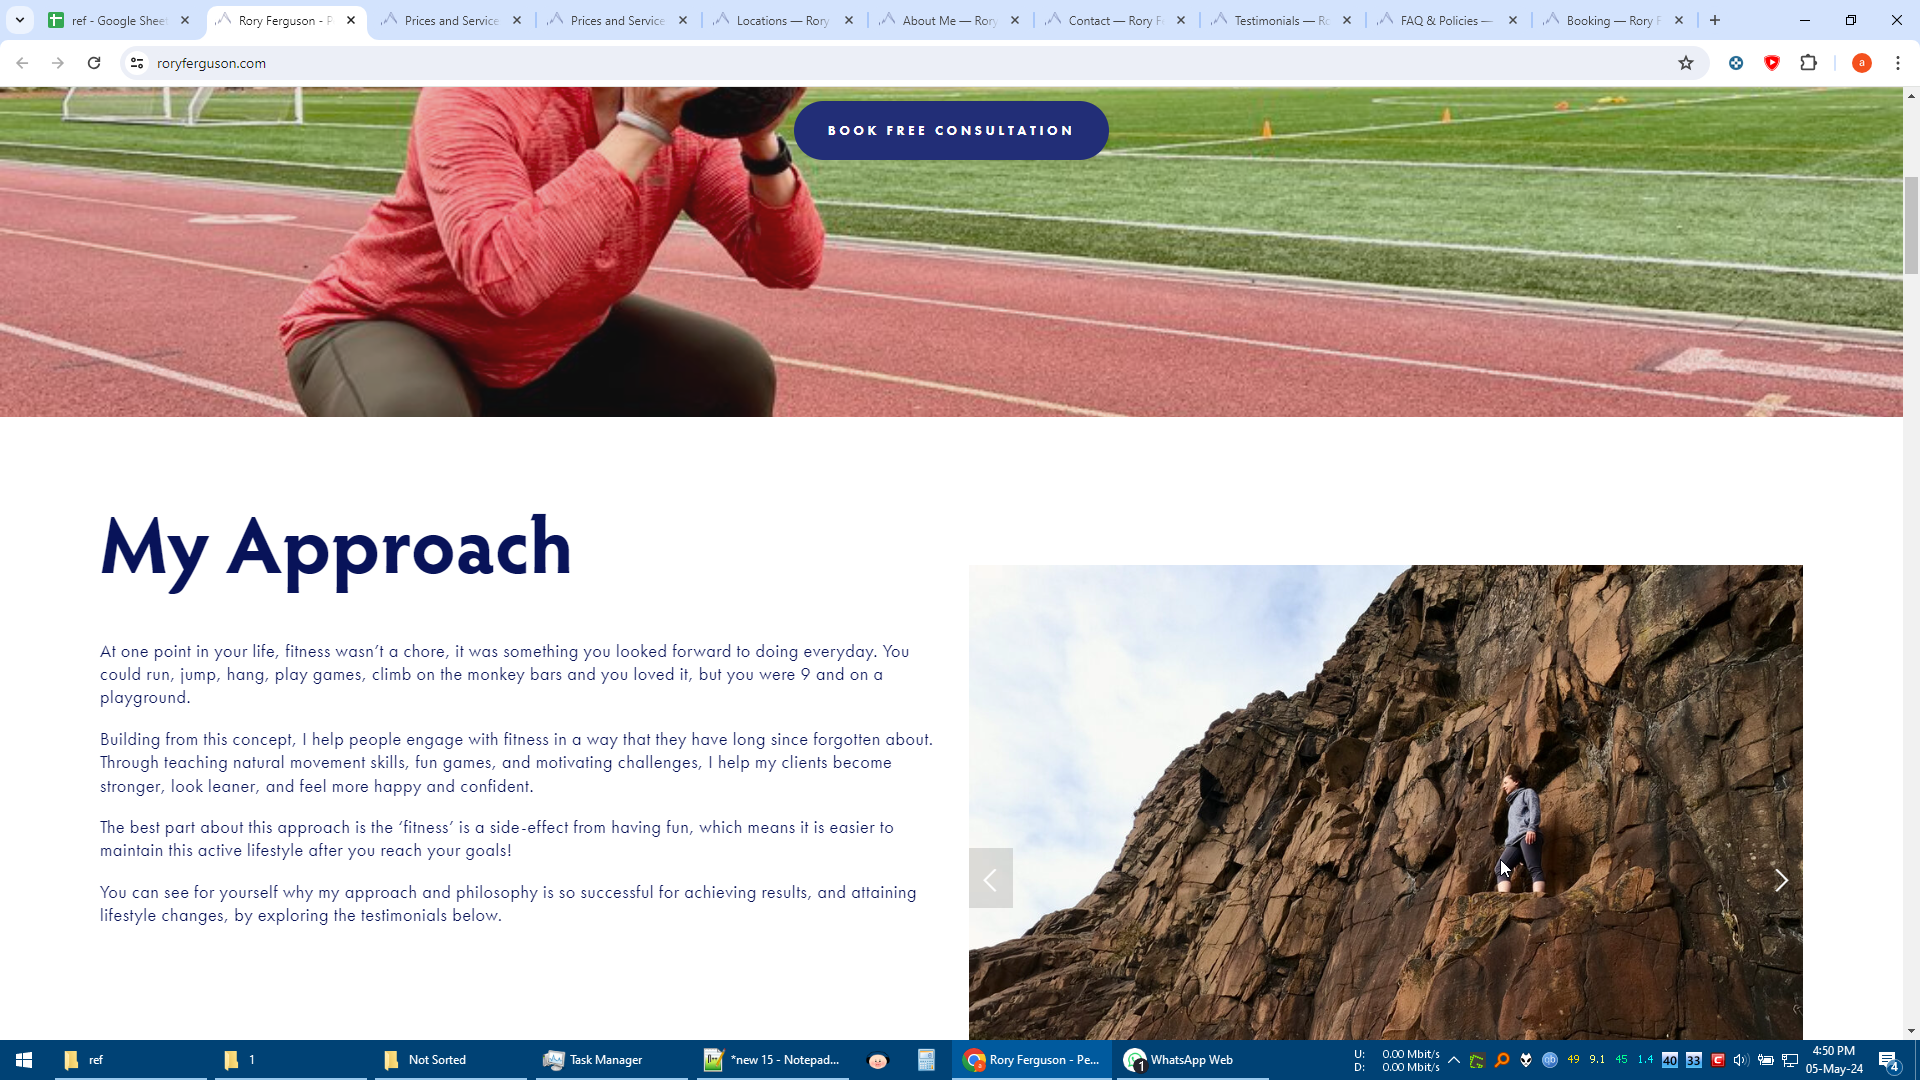 ref - Google Sheet
Rory Ferguson - P
Prices and Service
Prices and Service
Locations — Rory
About Me — Rory
Contact — Rory F
Testimonials — Ro
FAQ & Policies —
Booking — Rory F
roryferguson.com
a
BOOK FREE CONSULTATION
My Approach
At one point in your life, fitness wasn't a chore, it was something you looked forward to doing everyday. You
could run, jump, hang, play games, climb on the monkey bars and you loved it, but you were 9 and on a
playground.
Building from this concept, I help people engage with fitness in a way that they have long since forgotten about.
Through teaching natural movement skills, fun games, and motivating challenges, I help my clients become
stronger, look leaner, and feel more happy and confident.
The best part about this approach is the 'fitness' is a side-effect from having fun, which means it is easier to
maintain this active lifestyle after you reach your goals!
You can see for yourself why my approach and philosophy is so successful for achieving results, and attaining
lifestyle changes, by exploring the testimonials below.
ref
1
Not Sorted
Task Manager
*new 15 - Notepad...
Rory Ferguson - Pe...
1
WhatsApp Web
U: 0.00 Mbit/s
D: 0.00 Mbit/s
qb
49
9.1
45
1.4
40
33
4:50 PM
05-May-24
4